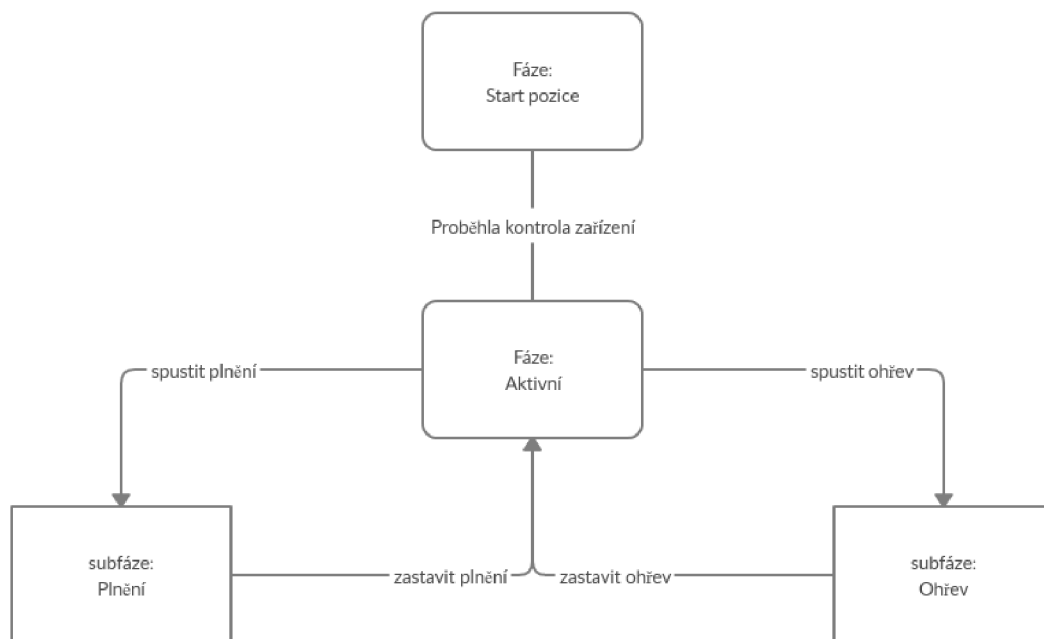 Fáze:
Start pozice
Proběhla kontrola zařízení
Fáze:
Aktivní
spustit plnění
spustit ohřev
subfáze:
Plnění
zastavit plnění
zastavit ohřev
subfáze:
Ohřev